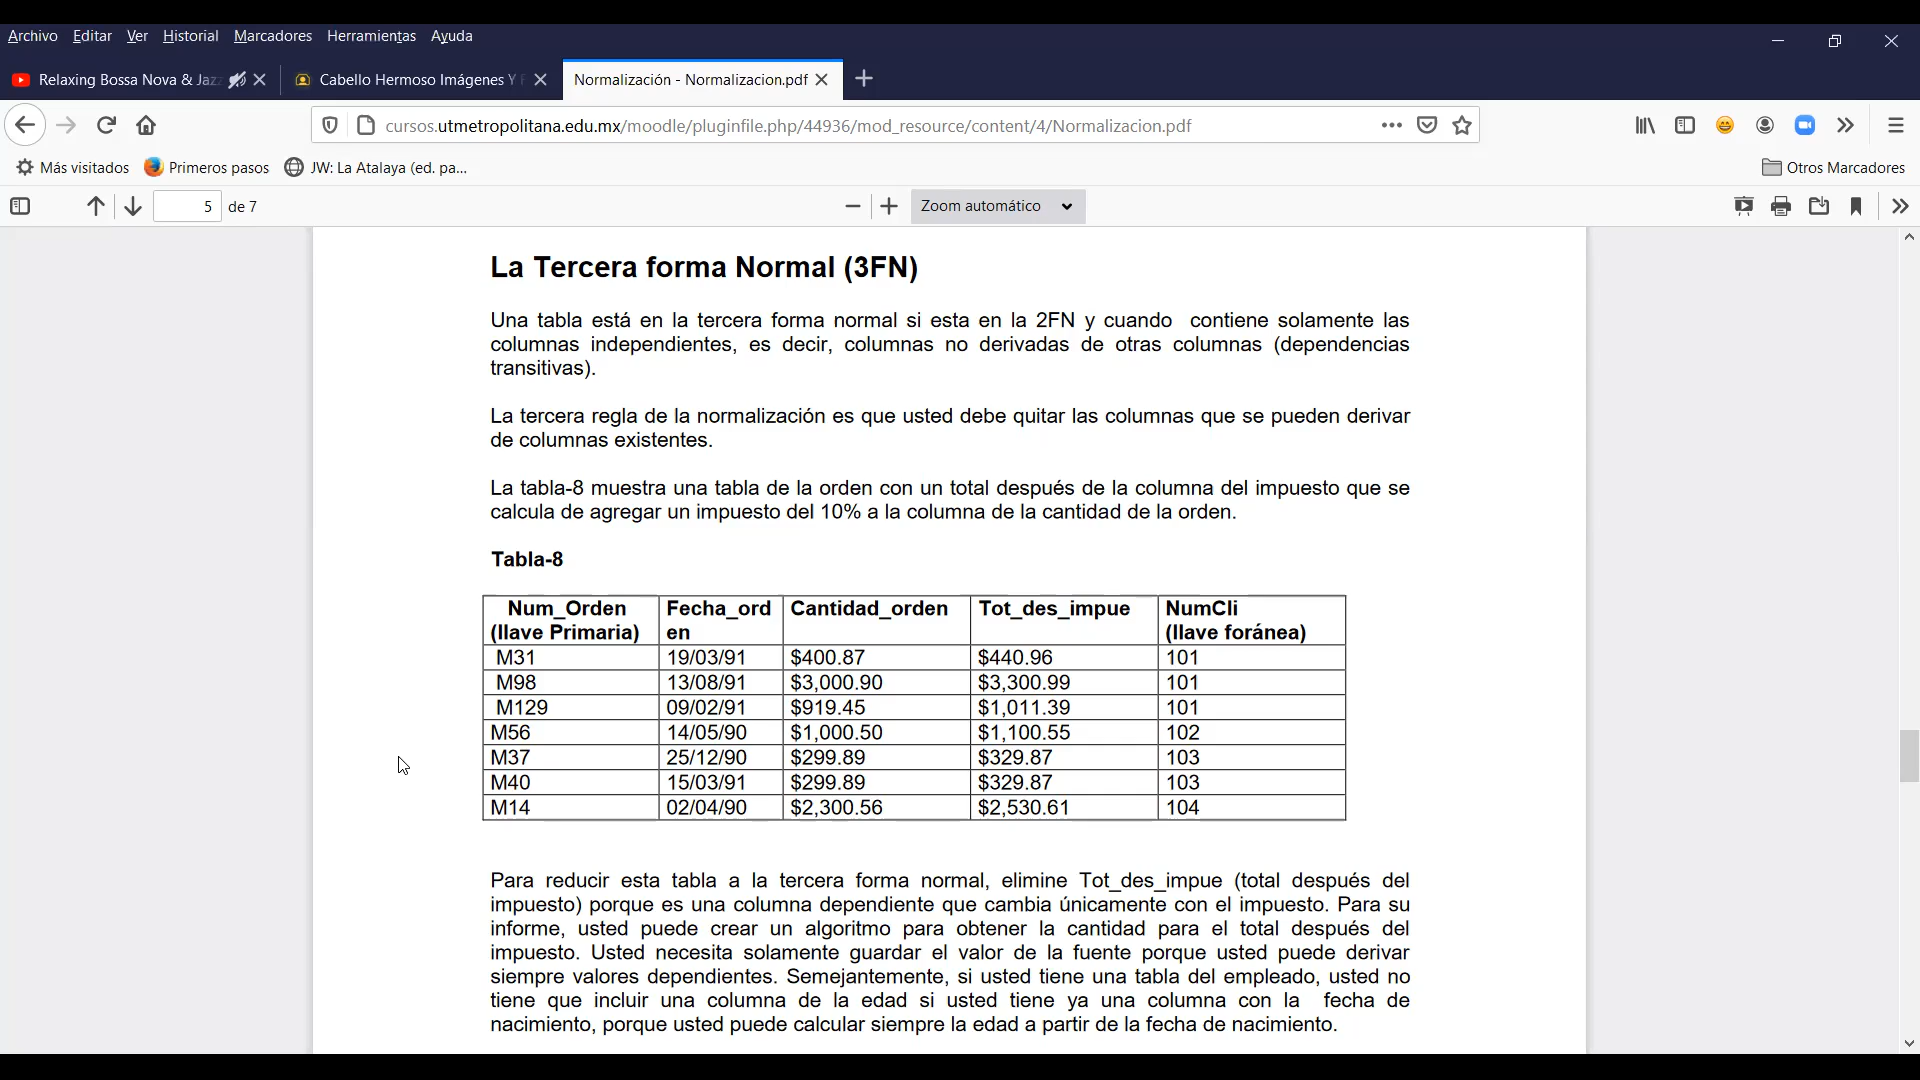 Archivo Editar Ver Historial Marcadores Herramientas Ayuda
Relaxing Bossa Nova & Jazz Cabello Hermoso Imágenes Y F Normalización - Normalizacion.pdf
cursos.utmetropolitana.edu.mx/moodle/pluginfile.php/44936/mod_resource/content/4/Normalizacion.pdf
Más visitados Primeros pasos JW: La Atalaya (ed. pa... Otros Marcadores
5 de 7 Zoom automático
La Tercera forma Normal (3FN)
Una tabla está en la tercera forma normal si esta en la 2FN y cuando contiene solamente las
columnas independientes, es decir, columnas no derivadas de otras columnas (dependencias
transitivas).
La tercera regla de la normalización es que usted debe quitar las columnas que se pueden derivar
de columnas existentes.
La tabla-8 muestra una tabla de la orden con un total después de la columna del impuesto que se
calcula de agregar un impuesto del 10% a la columna de la cantidad de la orden.
Tabla-8
Num_Orden Fecha_ord Cantidad_orden Tot_des_impue NumCli
(llave Primaria) en (llave foránea)
M31 19/03/91 $400.87 $440.96 101
M98 13/08/91 $3,000.90 $3,300.99 101
M129 09/02/91 $919.45 $1,011.39 101
M56 14/05/90 $1,000.50 $1,100.55 102
M37 25/12/90 $299.89 $329.87 103
M40 15/03/91 $299.89 $329.87 103
M14 02/04/90 $2,300.56 $2,530.61 104
Para reducir esta tabla a la tercera forma normal, elimine Tot_des_impue (total después del
impuesto) porque es una columna dependiente que cambia únicamente con el impuesto. Para su
informe, usted puede crear un algoritmo para obtener la cantidad para el total después del
impuesto. Usted necesita solamente guardar el valor de la fuente porque usted puede derivar
siempre valores dependientes. Semejantemente, si usted tiene una tabla del empleado, usted no
tiene que incluir una columna de la edad si usted tiene ya una columna con la fecha de
nacimiento, porque usted puede calcular siempre la edad a partir de la fecha de nacimiento.